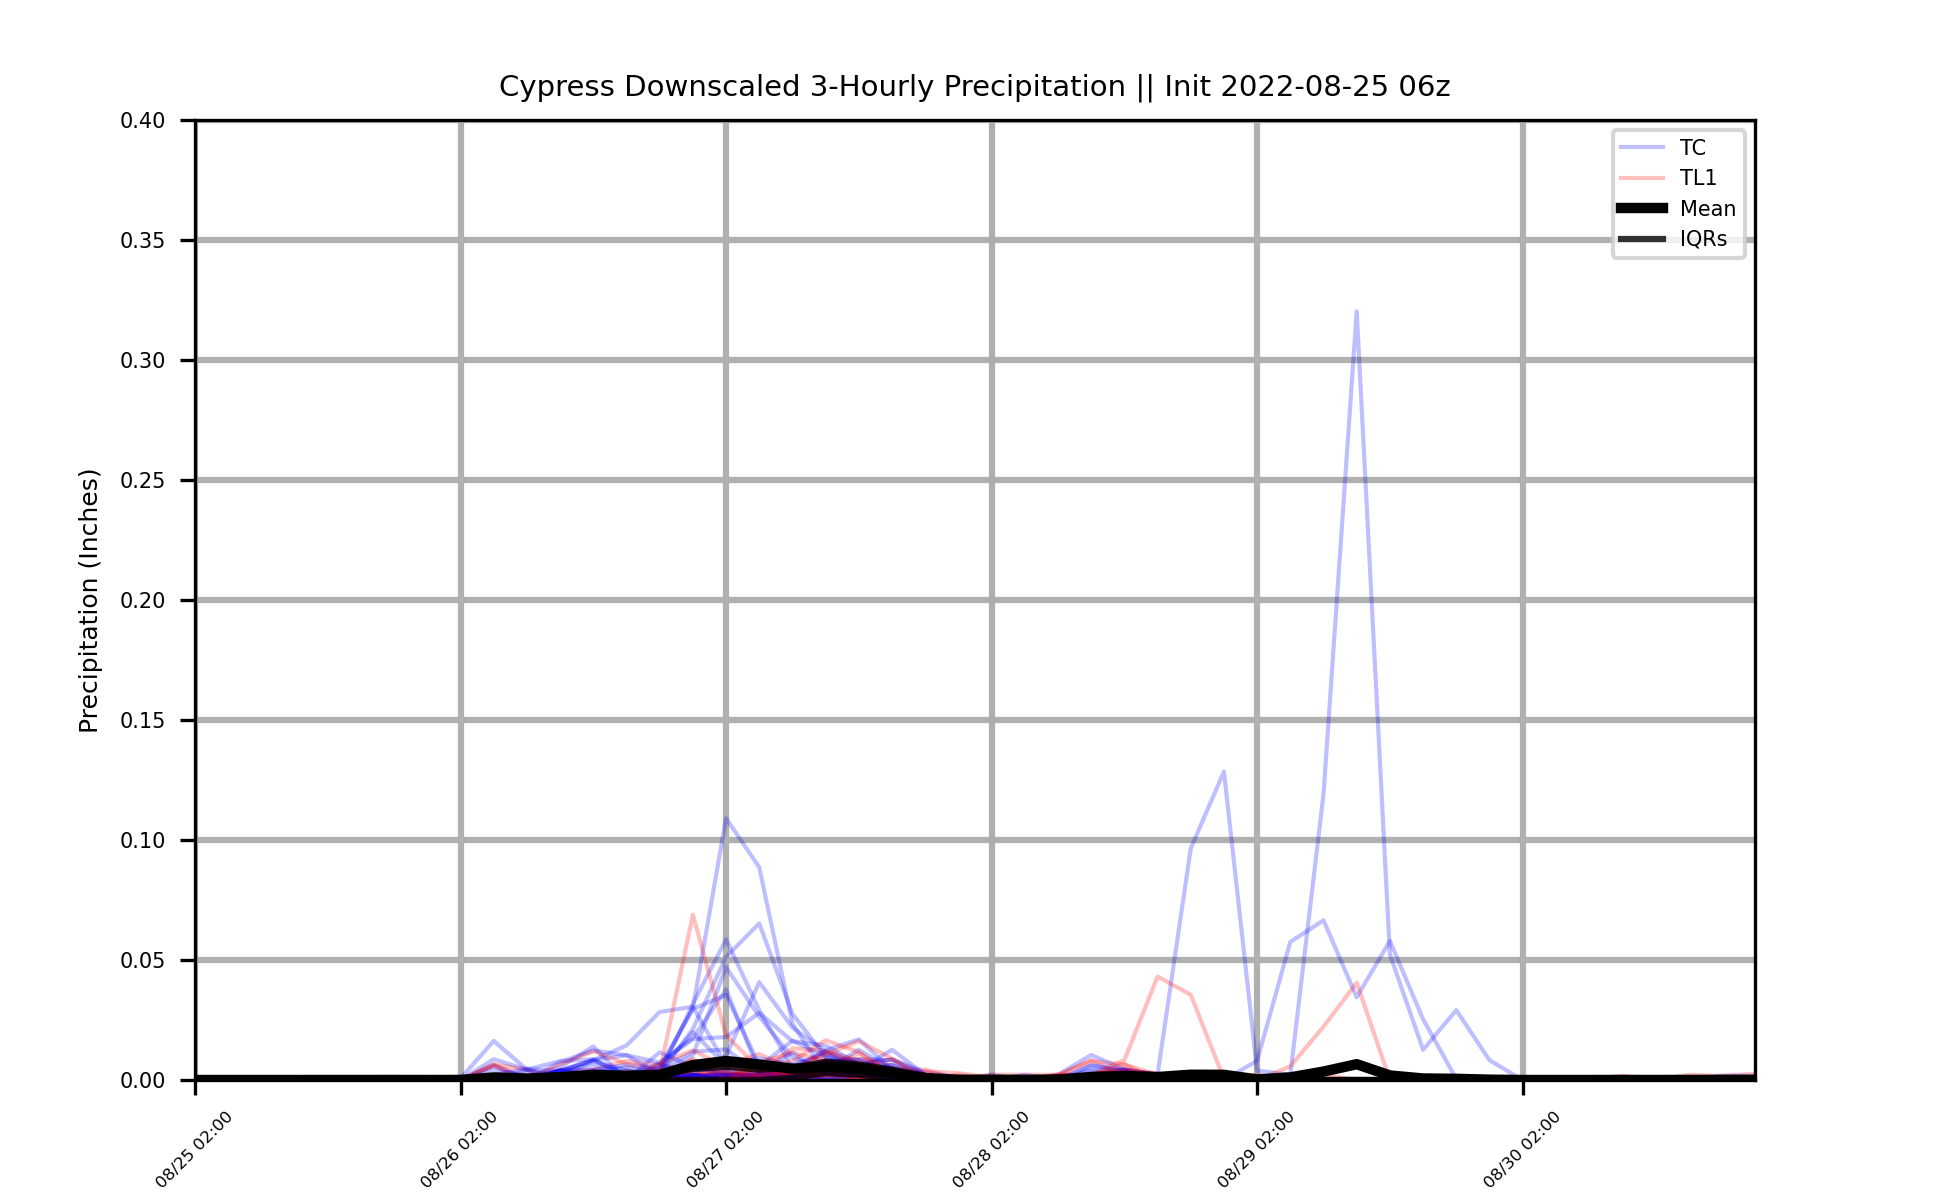 Cypress Downscaled 3-Hourly Precipitation || Init 2022-08-25 06z
Precipitation (Inches)
0.40
0.35
0.30
0.25
0.20
0.15
0.10
0.05
0.00
TC
TL1
Mean
IQRs
08/25 02:00
08/26 02:00
08/27 02:00
08/28 02:00
08/29 02:00
08/30 02:00